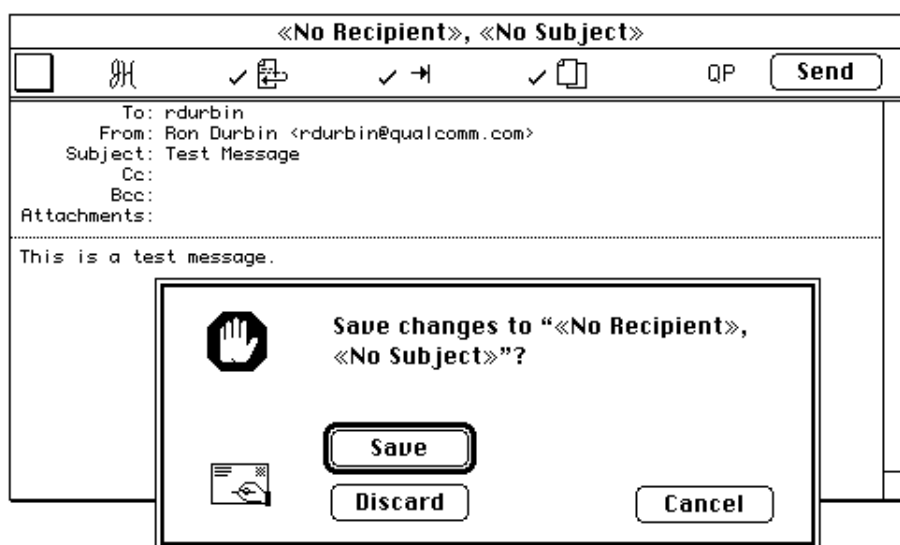 «No Recipient», «No Subject»
QP Send
To: rdurbin
From: Ron Durbin <rdurbin@qualcomm.com>
Subject: Test Message
Cc:
Bcc:
Attachments:
This is a test message.
Save changes to “«No Recipient»,
«No Subject»”?
Save
Discard Cancel